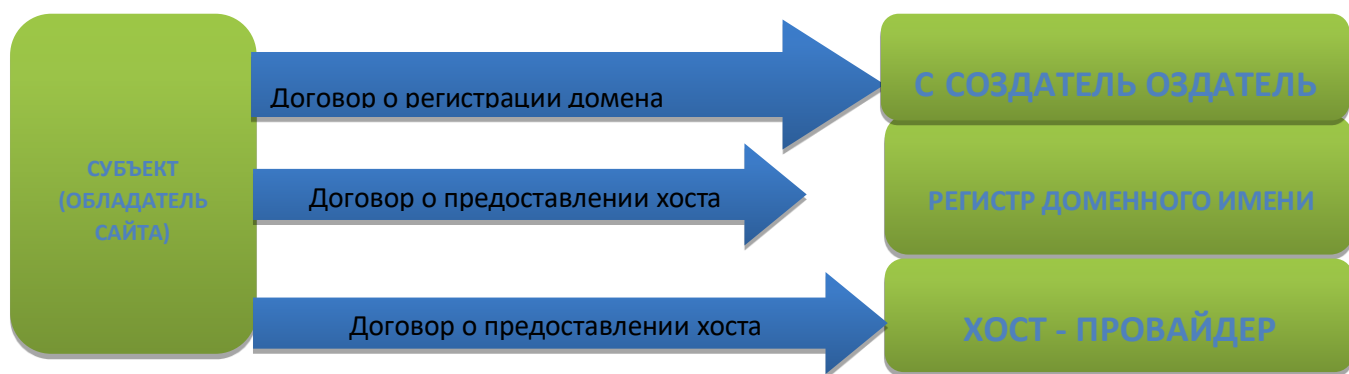 СУБЪЕКТ
(ОБЛАДАТЕЛЬ
САЙТА)
Договор о регистрации домена
С СОЗДАТЕЛЬ ОЗДАТЕЛЬ
Договор о предоставлении хоста
РЕГИСТР ДОМЕННОГО ИМЕНИ
Договор о предоставлении хоста
ХОСТ - ПРОВАЙДЕР